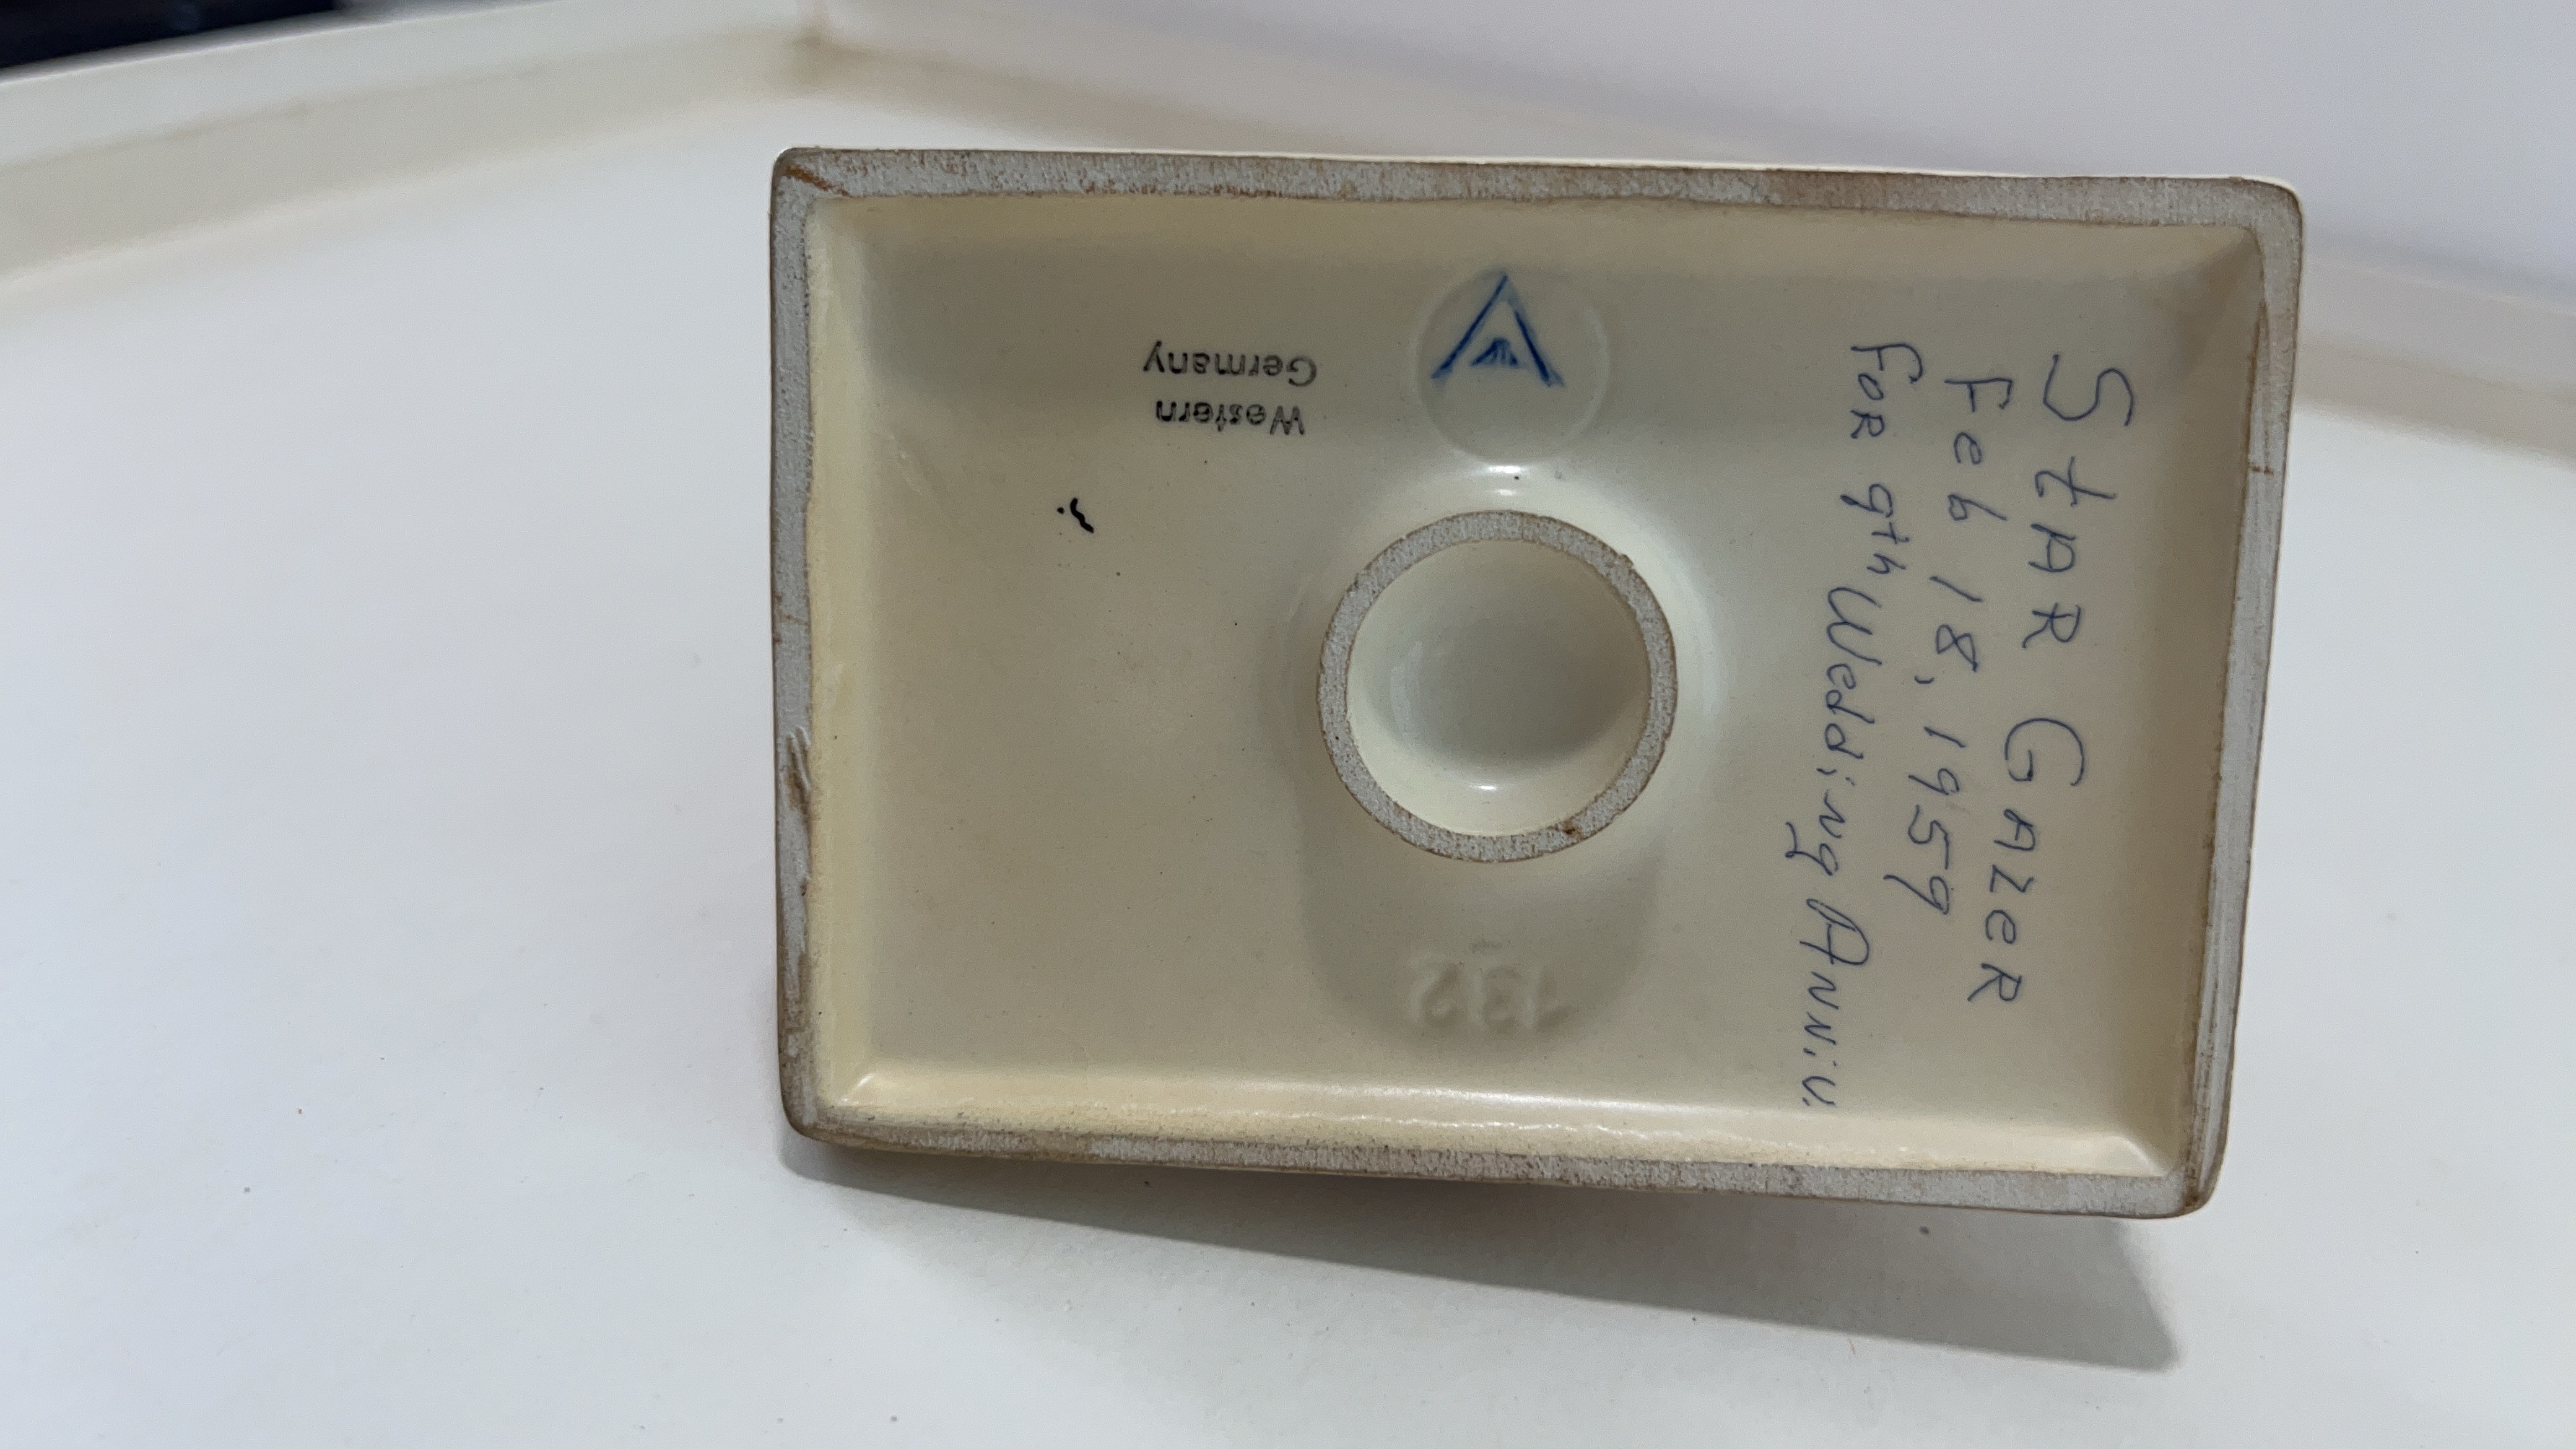 StAR GAzeR
Feb 18, 1959
FoR 9th Wedding ANNiv.
Western
Germany
132